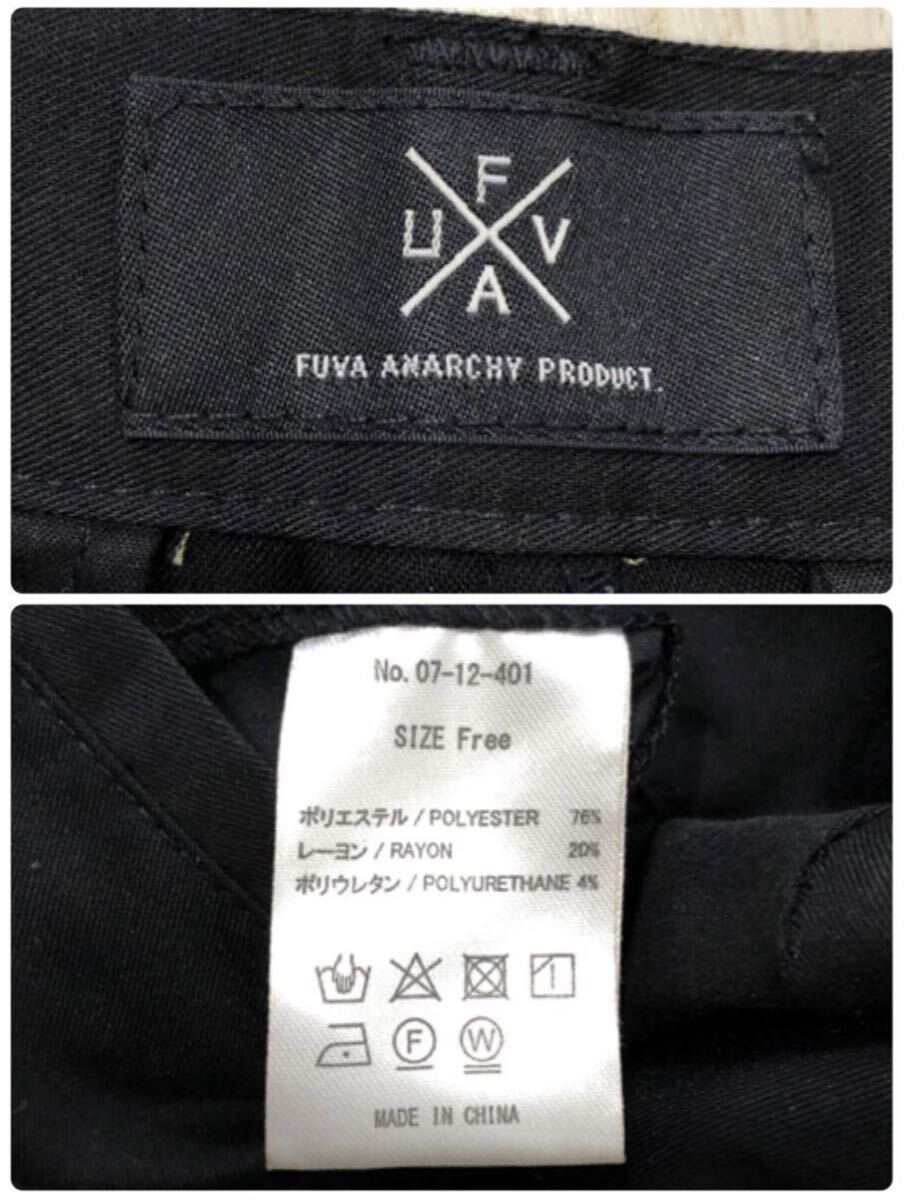 F
U V
A
FUVA ANARCHY PRODUCT.
No. 07-12-401
SIZE Free
ポリエステル / POLYESTER 76%
レーヨン / RAYON 20%
ポリウレタン / POLYURETHANE 4%
F W
MADE IN CHINA